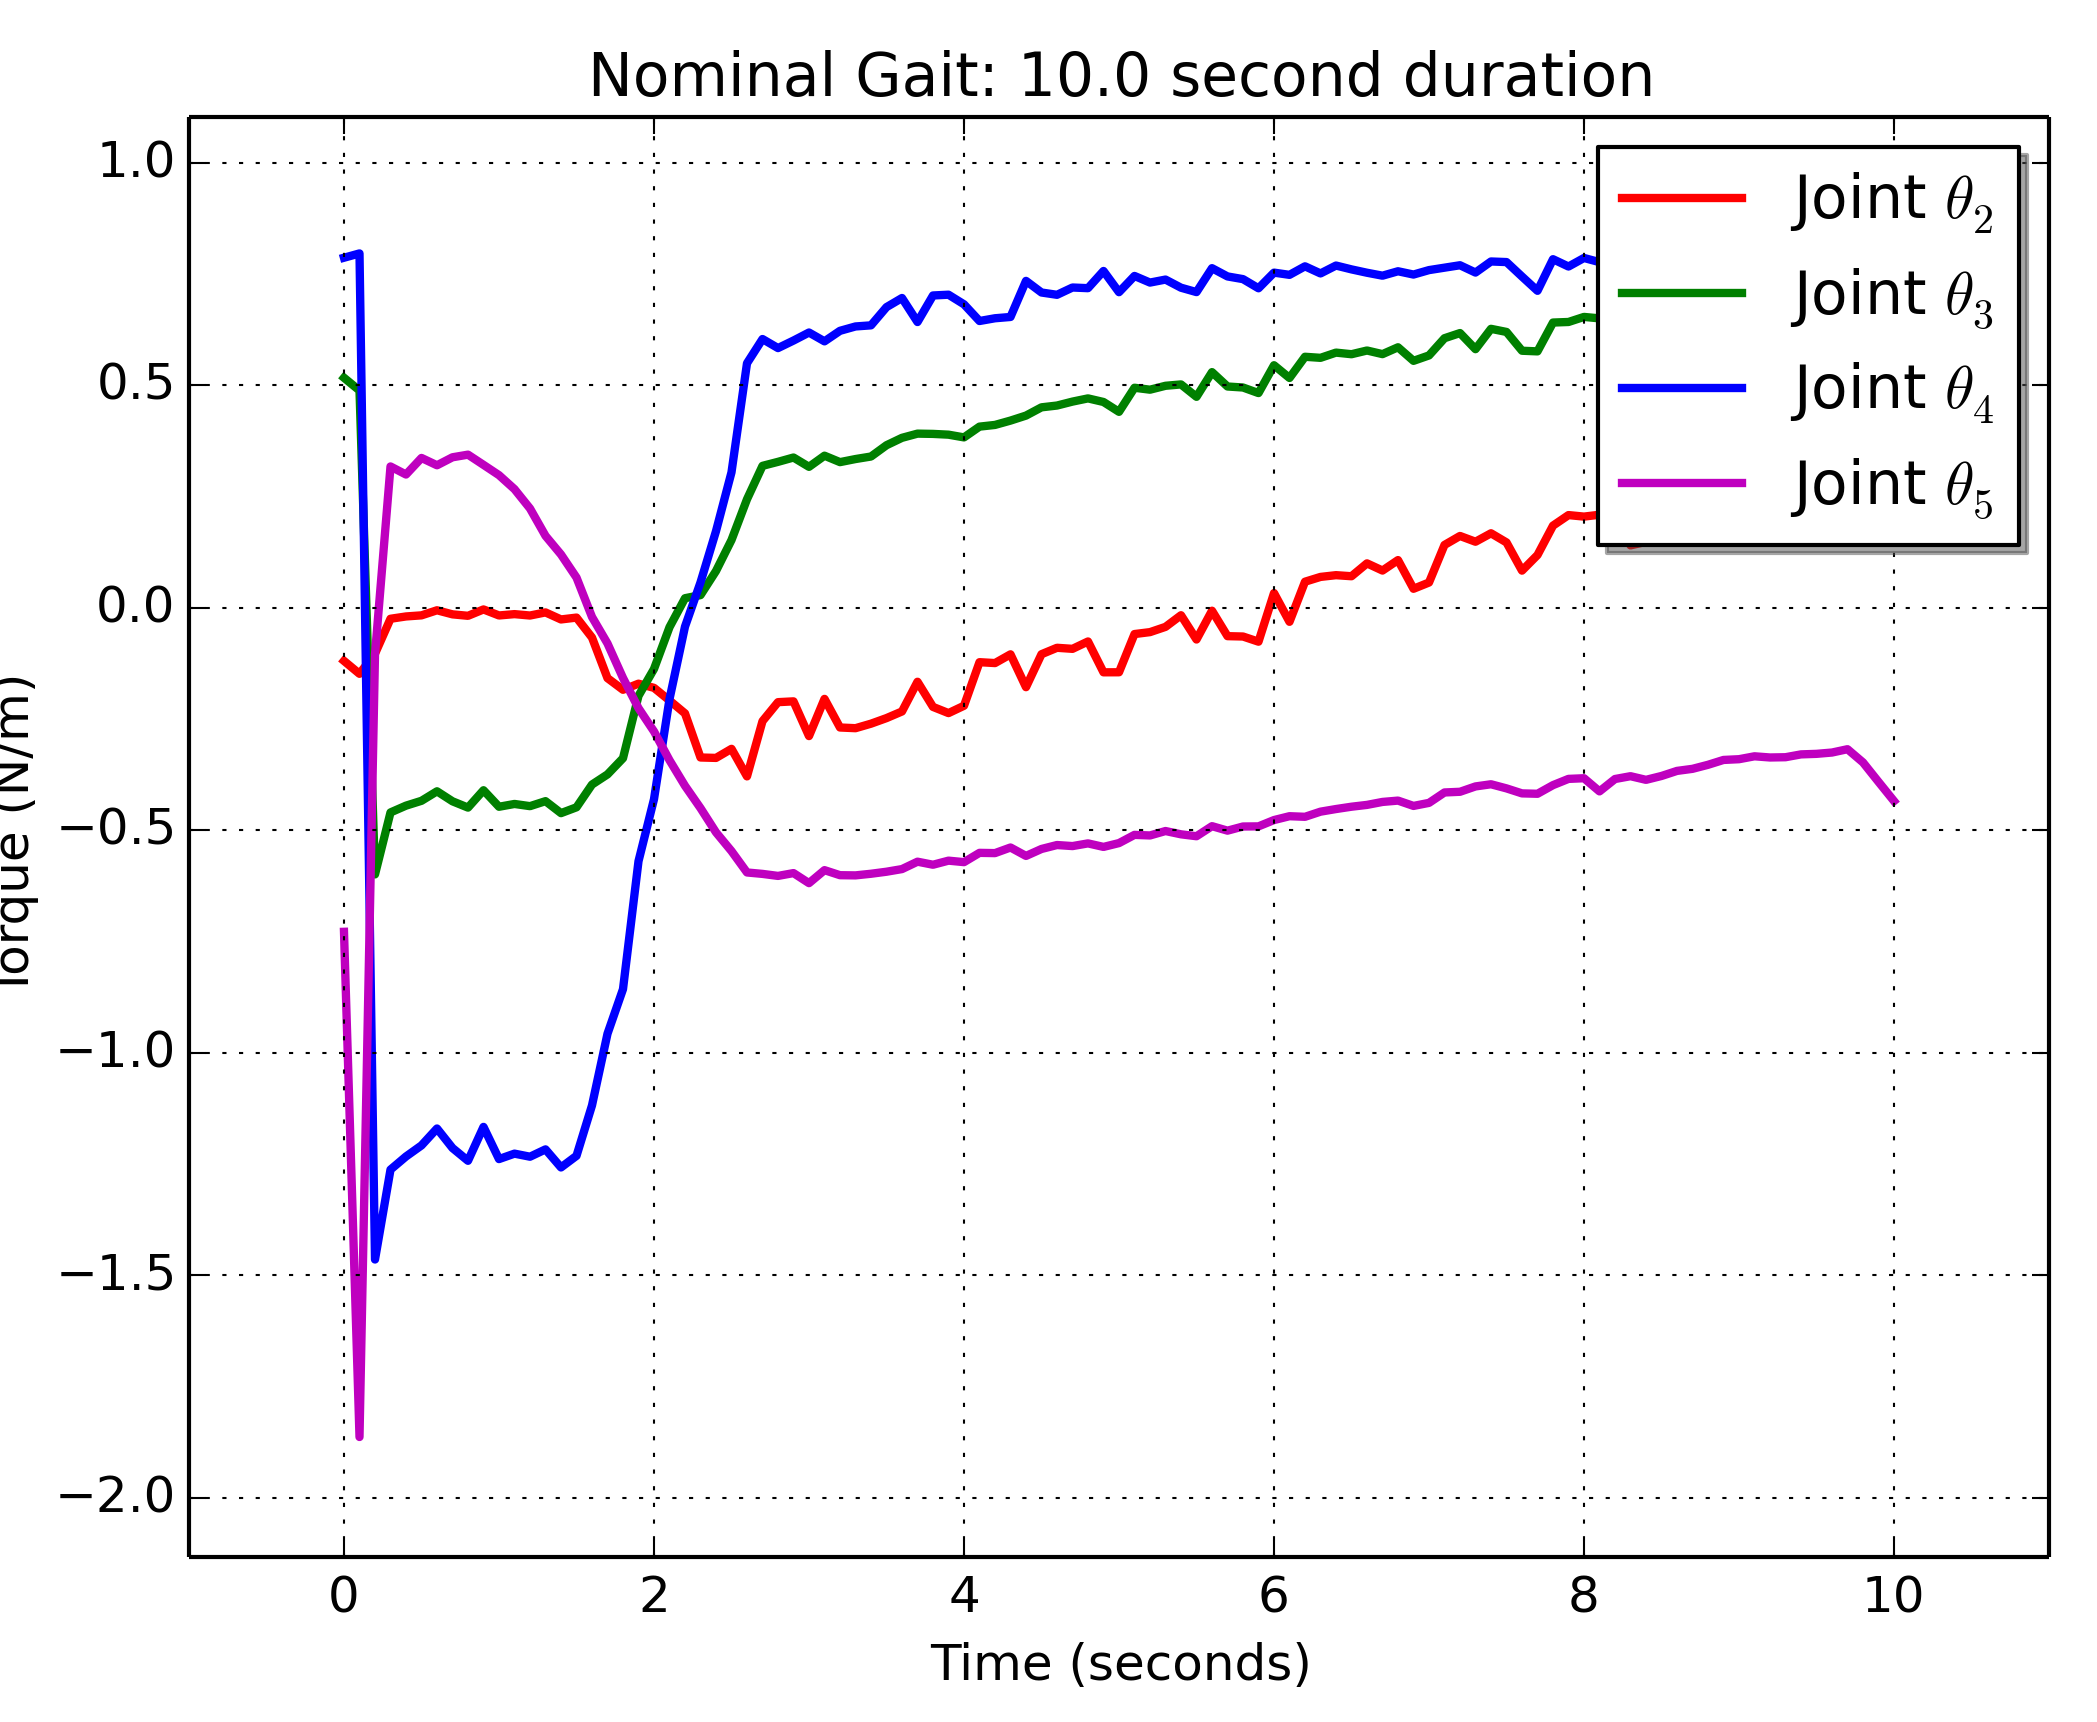 Nominal Gait: 10.0 second duration
1.0
0.5
0.0
−0.5
−1.0
−1.5
−2.0
Torque (N/m)
Joint θ₂
Joint θ₃
Joint θ₄
Joint θ₅
0 2 4 6 8 10
Time (seconds)